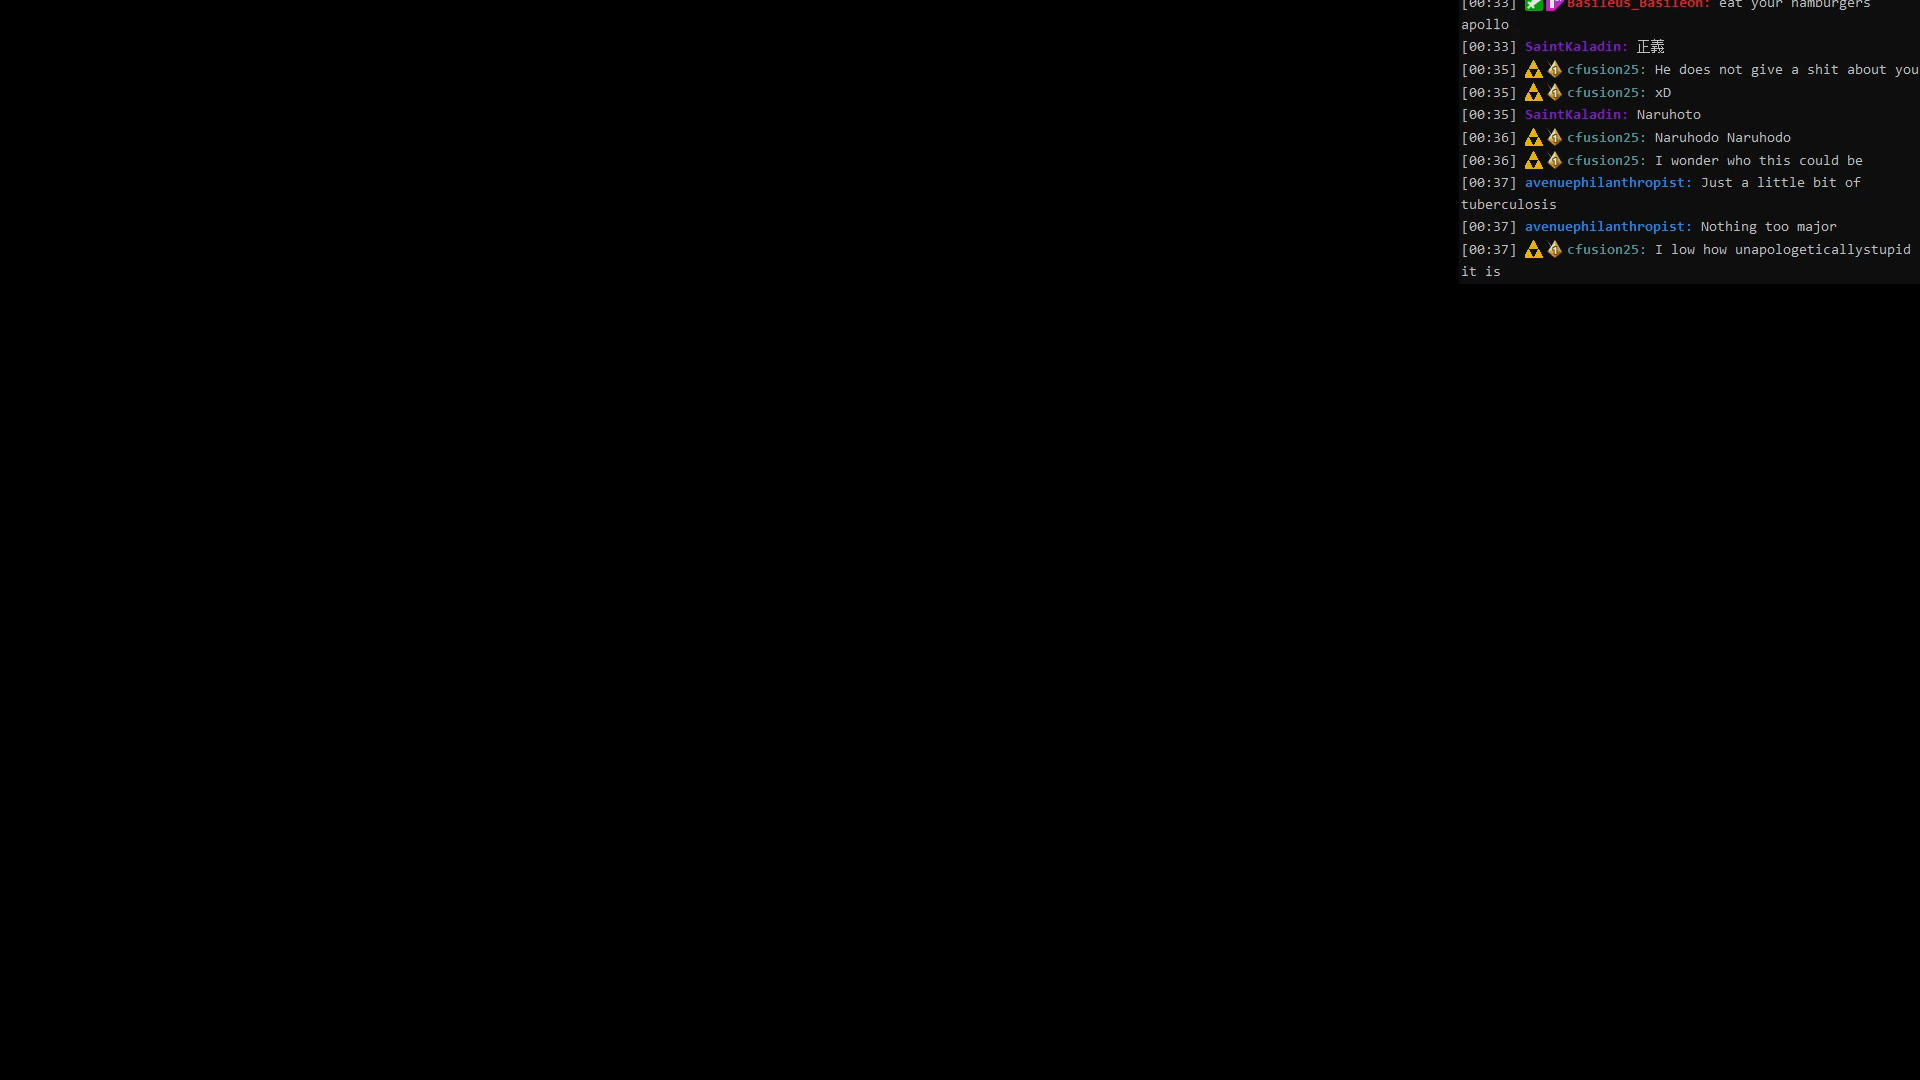 [00:33] Basileus_Basileon: eat your hamburgers
apollo
[00:33] SaintKaladin: 正義
[00:35] cfusion25: He does not give a shit about you
[00:35] cfusion25: xD
[00:35] SaintKaladin: Naruhoto
[00:36] cfusion25: Naruhodo Naruhodo
[00:36] cfusion25: I wonder who this could be
[00:37] avenuephilanthropist: Just a little bit of
tuberculosis
[00:37] avenuephilanthropist: Nothing too major
[00:37] cfusion25: I low how unapologeticallystupid
it is